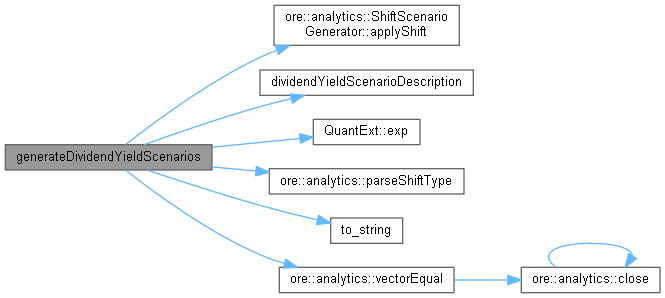 ore::analytics::ShiftScenario
Generator::applyShift
dividendYieldScenarioDescription
QuantExt::exp
generateDividendYieldScenarios
ore::analytics::parseShiftType
to_string
ore::analytics::vectorEqual
ore::analytics::close